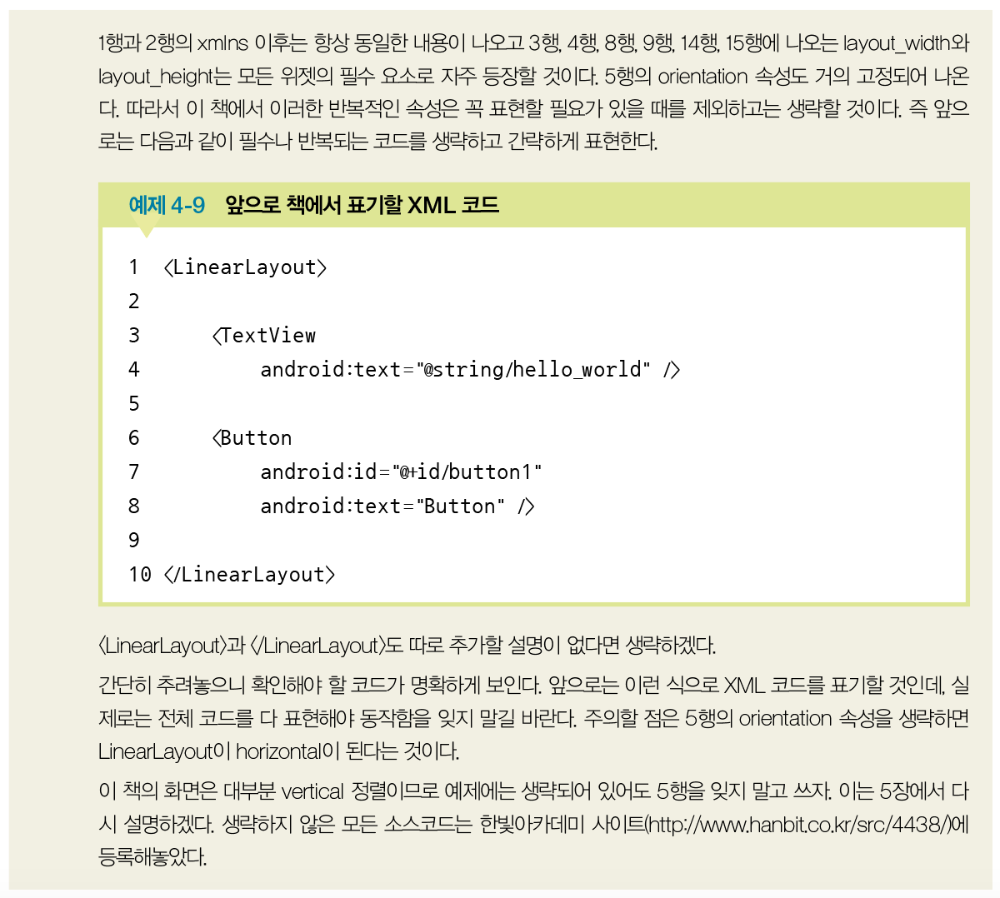 1행과 2행의 xmlns 이후는 항상 동일한 내용이 나오고 3행, 4행, 8행, 9행, 14행, 15행에 나오는 layout_width와
layout_height는 모든 위젯의 필수 요소로 자주 등장할 것이다. 5행의 orientation 속성도 거의 고정되어 나온
다. 따라서 이 책에서 이러한 반복적인 속성은 꼭 표현할 필요가 있을 때를 제외하고는 생략할 것이다. 즉 앞으
로는 다음과 같이 필수나 반복되는 코드를 생략하고 간략하게 표현한다.
예제 4-9 앞으로 책에서 표기할 XML 코드
1 <LinearLayout>
2
3 <TextView
4 android:text="@string/hello_world" />
5
6 <Button
7 android:id="@+id/button1"
8 android:text="Button" />
9
10 </LinearLayout>
<LinearLayout>과 </LinearLayout>도 따로 추가할 설명이 없다면 생략하겠다.
간단히 추려놓으니 확인해야 할 코드가 명확하게 보인다. 앞으로는 이런 식으로 XML 코드를 표기할 것인데, 실
제로는 전체 코드를 다 표현해야 동작함을 잊지 말길 바란다. 주의할 점은 5행의 orientation 속성을 생략하면
LinearLayout이 horizontal이 된다는 것이다.
이 책의 화면은 대부분 vertical 정렬이므로 예제에는 생략되어 있어도 5행을 잊지 말고 쓰자. 이는 5장에서 다
시 설명하겠다. 생략하지 않은 모든 소스코드는 한빛아카데미 사이트(http://www.hanbit.co.kr/src/4438/)에
등록해놓았다.